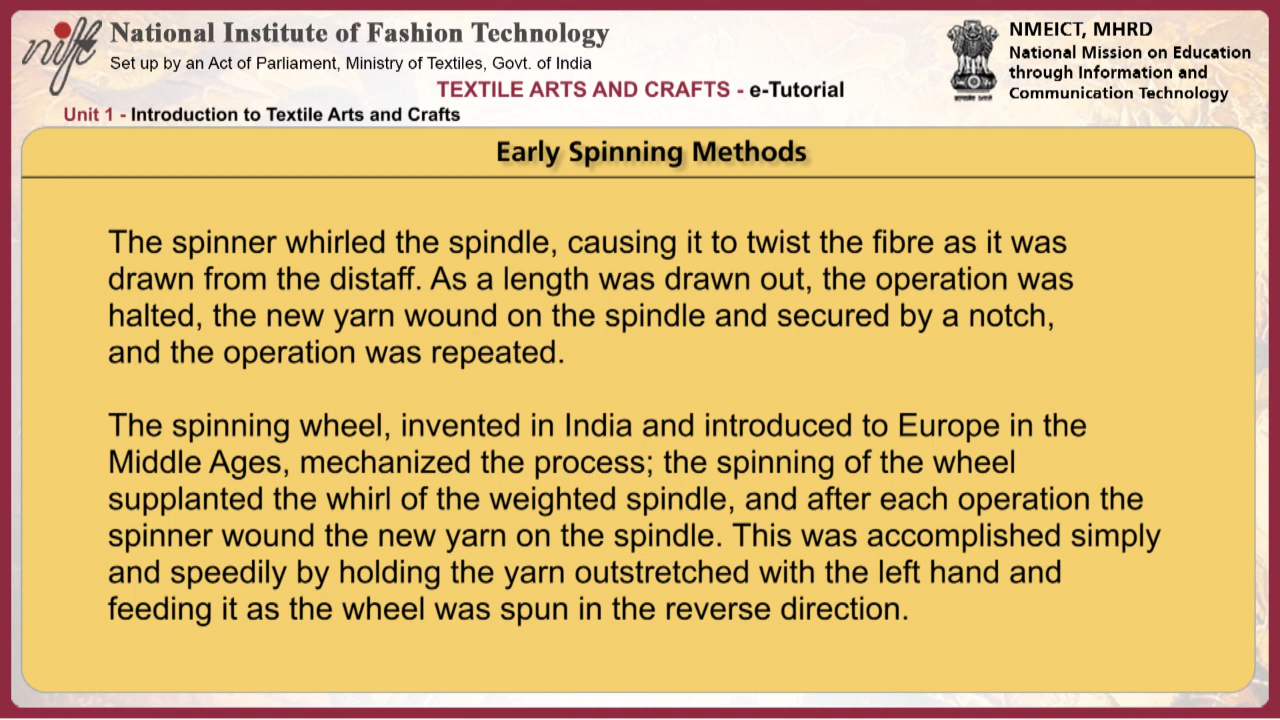 nift
National Institute of Fashion Technology
Set up by an Act of Parliament, Ministry of Textiles, Govt. of India
NMEICT, MHRD
National Mission on Education
through Information and
Communication Technology
TEXTILE ARTS AND CRAFTS - e-Tutorial
Unit 1 - Introduction to Textile Arts and Crafts
Early Spinning Methods
The spinner whirled the spindle, causing it to twist the fibre as it was
drawn from the distaff. As a length was drawn out, the operation was
halted, the new yarn wound on the spindle and secured by a notch,
and the operation was repeated.
The spinning wheel, invented in India and introduced to Europe in the
Middle Ages, mechanized the process; the spinning of the wheel
supplanted the whirl of the weighted spindle, and after each operation the
spinner wound the new yarn on the spindle. This was accomplished simply
and speedily by holding the yarn outstretched with the left hand and
feeding it as the wheel was spun in the reverse direction.